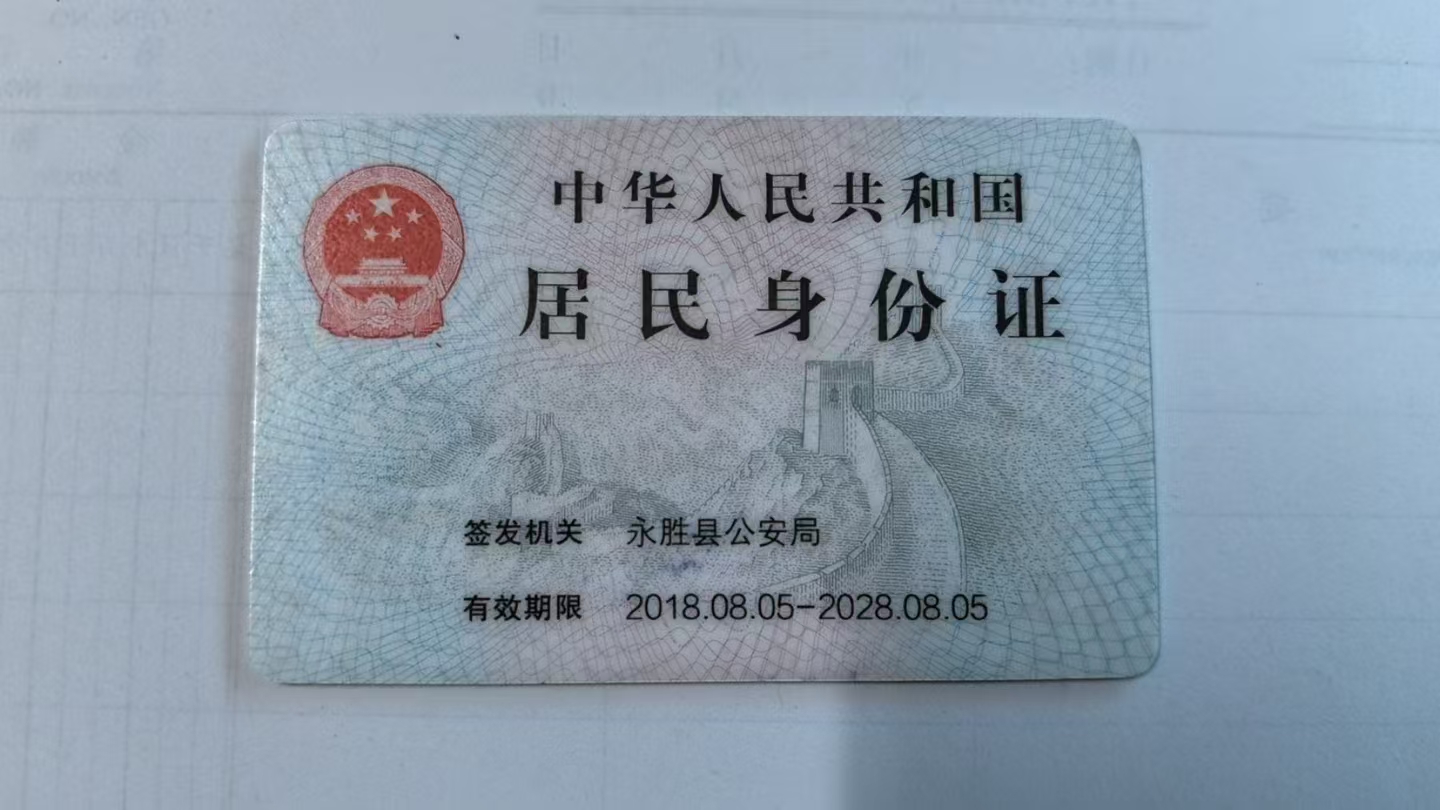 中华人民共和国
居民身份证
签发机关 永胜县公安局
有效期限 2018.08.05-2028.08.05